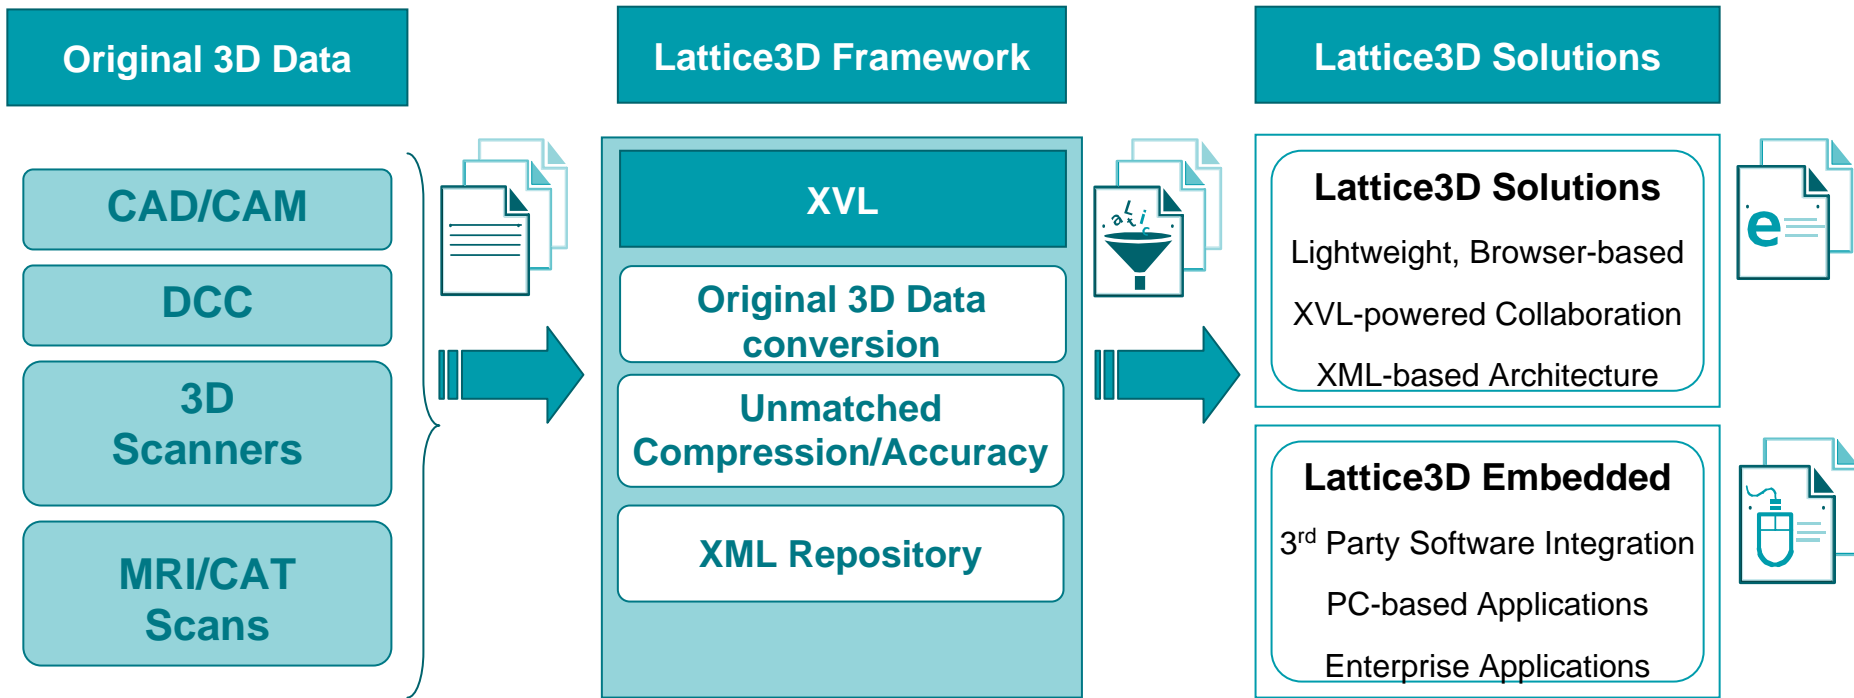 Original 3D Data
CAD/CAM
DCC
3D
Scanners
MRI/CAT
Scans
Lattice3D Framework
XVL
Original 3D Data
conversion
Unmatched
Compression/Accuracy
XML Repository
Lattic
Lattice3D Solutions
Lattice3D Solutions
Lightweight, Browser-based
XVL-powered Collaboration
XML-based Architecture
e
Lattice3D Embedded
3rd Party Software Integration
PC-based Applications
Enterprise Applications